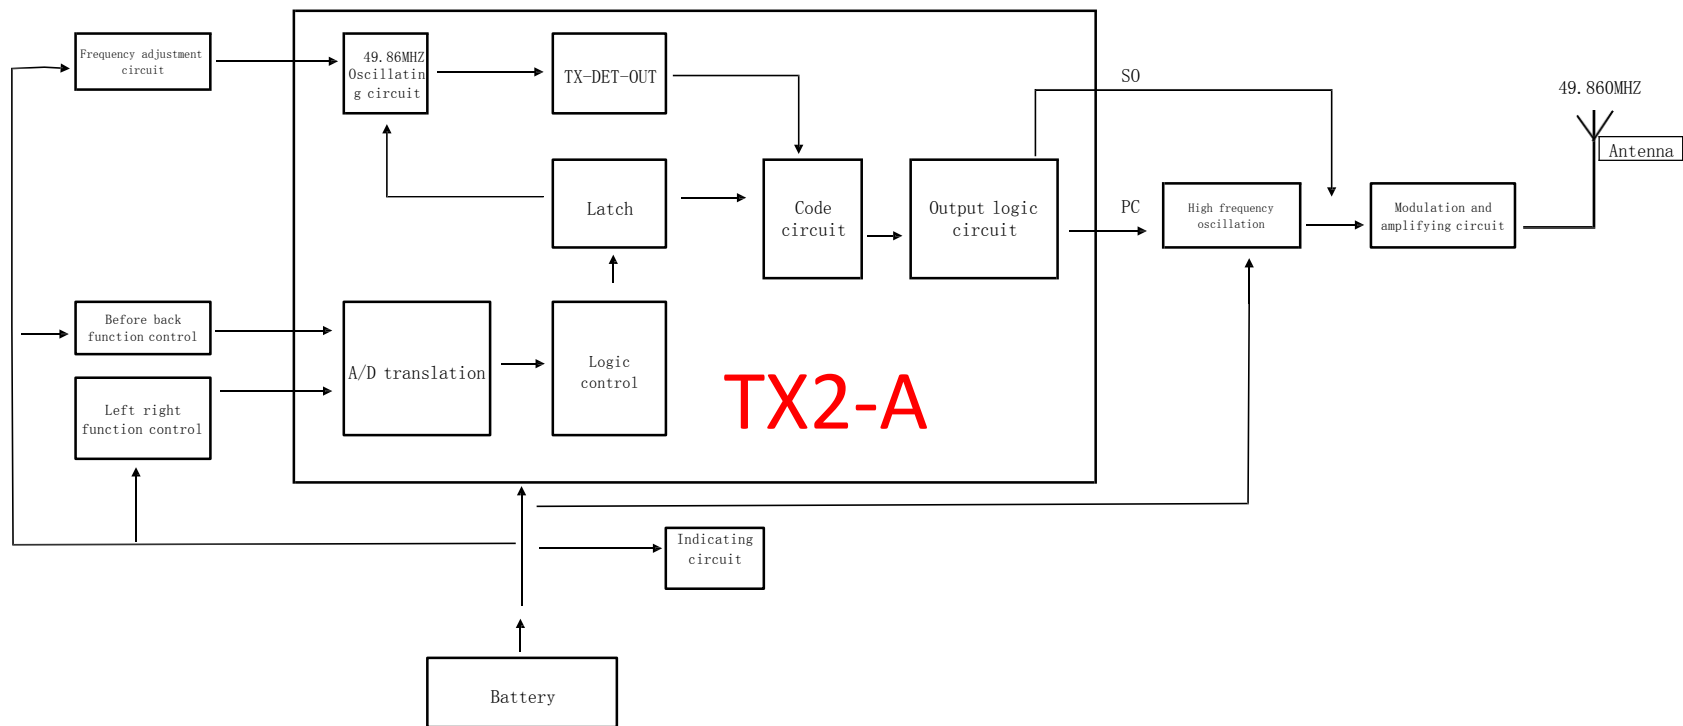 Frequency adjustment
circuit
49.86MHZ
Oscillatin
g circuit
TX-DET-OUT
SO
49.860MHZ
Antenna
Latch
Code
circuit
Output logic
circuit
PC
High frequency
oscillation
Modulation and
amplifying circuit
Before back
function control
A/D translation
Logic
control
TX2-A
Left right
function control
Indicating
circuit
Battery